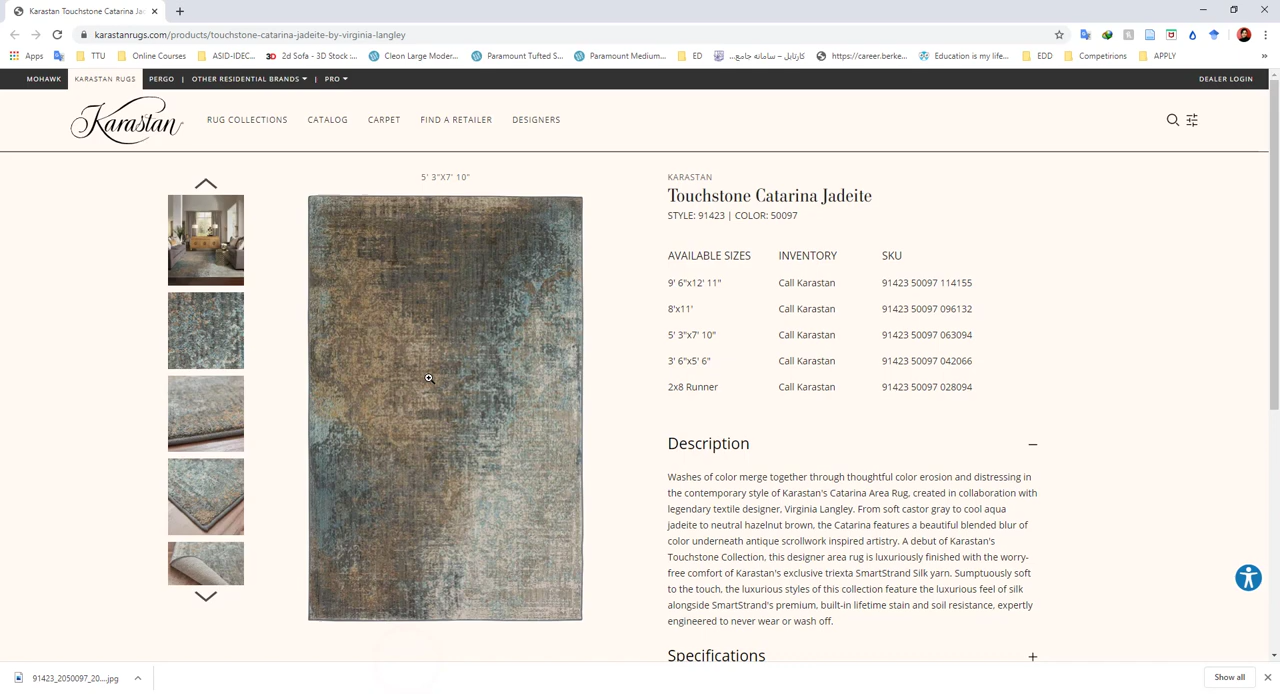 Karastan Touchstone Catarina Ja
karastanrugs.com/products/touchstone-catarina-jadeite-by-virginia-langley
Apps TTU Online Courses ASID-IDEC... 2d Sofa - 3D Stock :... Cleon Large Moder... Paramount Tufted S... Paramount Medium... ED کارتابل – سامانه جامع... https://career.berke... Education is my life,... EDD Competirions APPLY »
MOHAWK KARASTAN RUGS PERGO | OTHER RESIDENTIAL BRANDS | PRO DEALER LOGIN
Karastan RUG COLLECTIONS CATALOG CARPET FIND A RETAILER DESIGNERS
5' 3"X7' 10"
KARASTAN
Touchstone Catarina Jadeite
STYLE: 91423 | COLOR: 50097
AVAILABLE SIZES INVENTORY SKU
9' 6"x12' 11" Call Karastan 91423 50097 114155
8'x11' Call Karastan 91423 50097 096132
5' 3"x7' 10" Call Karastan 91423 50097 063094
3' 6"x5' 6" Call Karastan 91423 50097 042066
2x8 Runner Call Karastan 91423 50097 028094
Description
Washes of color merge together through thoughtful color erosion and distressing in
the contemporary style of Karastan's Catarina Area Rug, created in collaboration with
legendary textile designer, Virginia Langley. From soft castor gray to cool aqua
jadeite to neutral hazelnut brown, the Catarina features a beautiful blended blur of
color underneath antique scrollwork inspired artistry. A debut of Karastan's
Touchstone Collection, this designer area rug is luxuriously finished with the worry-
free comfort of Karastan's exclusive triexta SmartStrand Silk yarn. Sumptuously soft
to the touch, the luxurious styles of this collection feature the luxurious feel of silk
alongside SmartStrand's premium, built-in lifetime stain and soil resistance, expertly
engineered to never wear or wash off.
Specifications
91423_2050097_20....jpg Show all